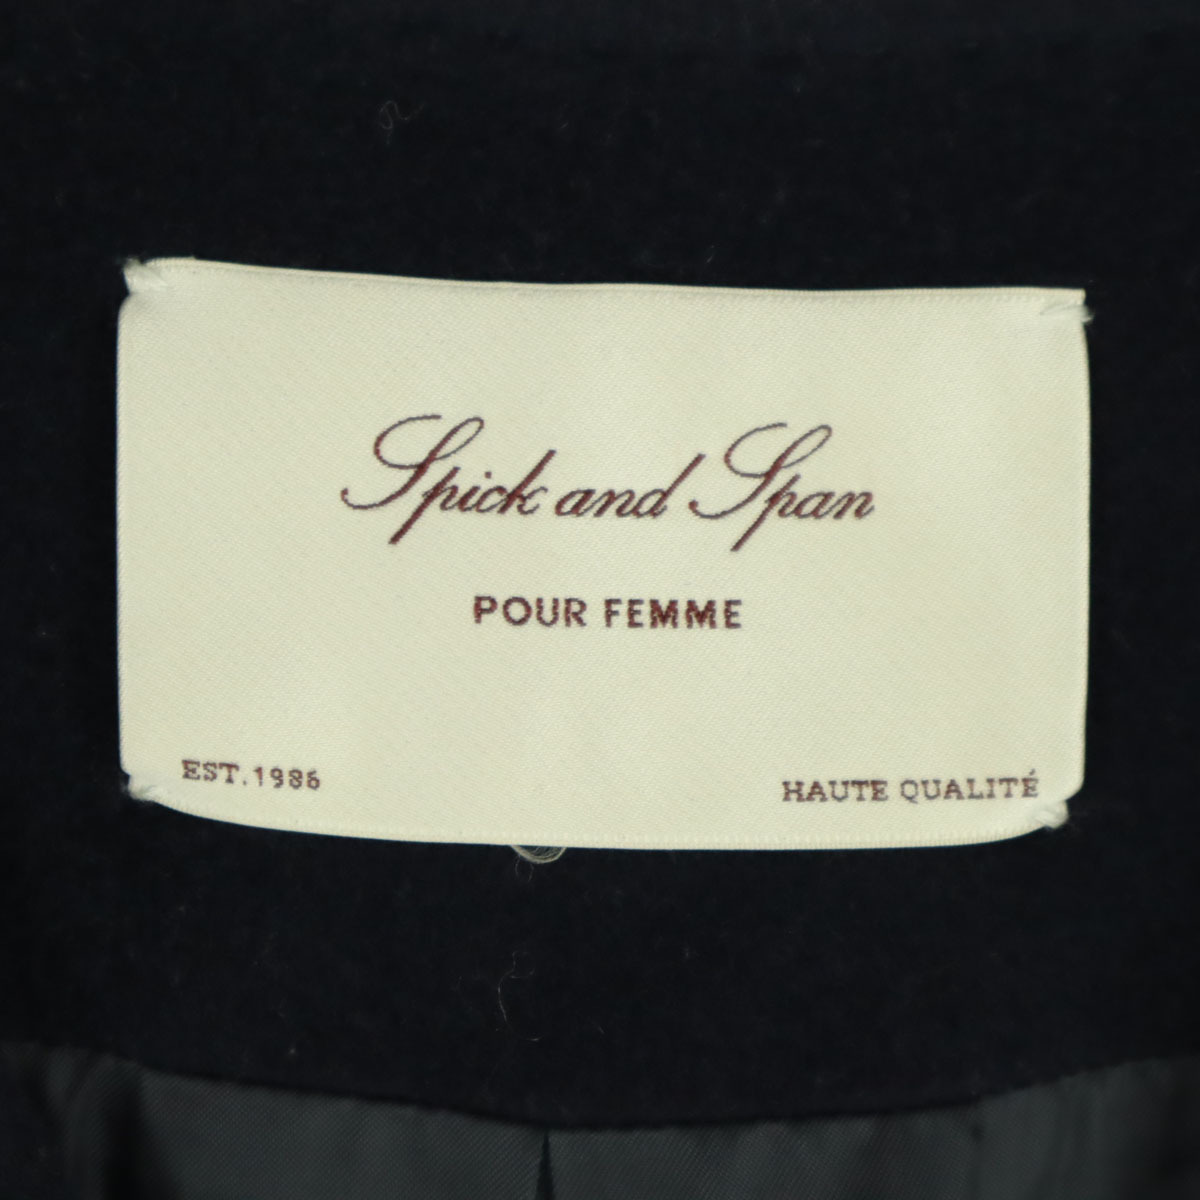 Spick and Span
POUR FEMME
EST.1986
HAUTE QUALITÉ